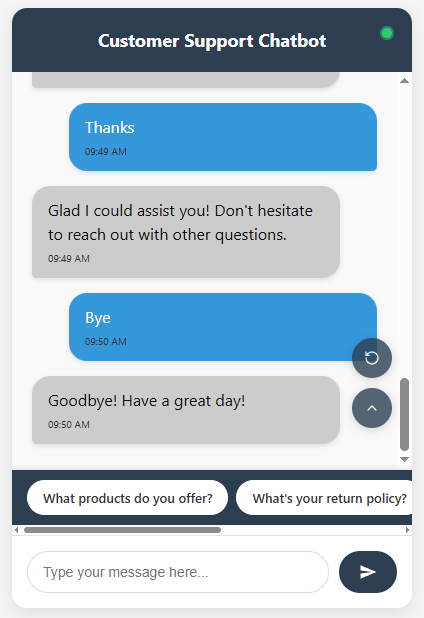 Customer Support Chatbot
Thanks
09:49 AM
Glad I could assist you! Don't hesitate
to reach out with other questions.
09:49 AM
Bye
09:50 AM
Goodbye! Have a great day!
09:50 AM
What products do you offer?
What's your return policy?
Type your message here...